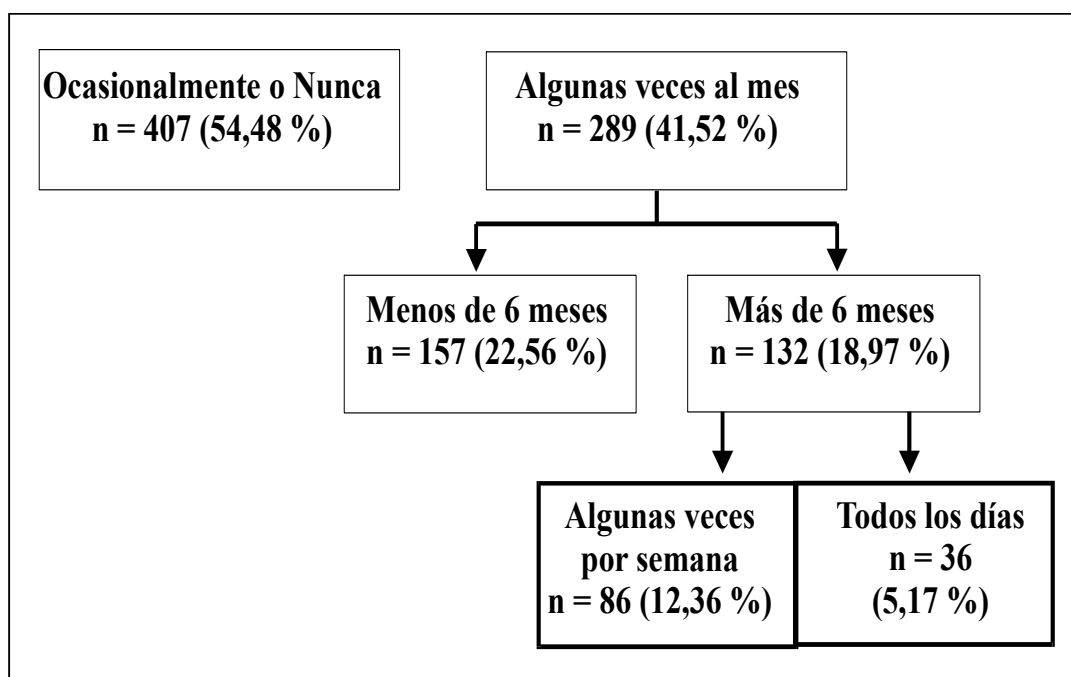 Ocasionalmente o Nunca
n = 407 (54,48 %)
Algunas veces al mes
n = 289 (41,52 %)
Menos de 6 meses
n = 157 (22,56 %)
Más de 6 meses
n = 132 (18,97 %)
Algunas veces
por semana
n = 86 (12,36 %)
Todos los días
n = 36
(5,17 %)